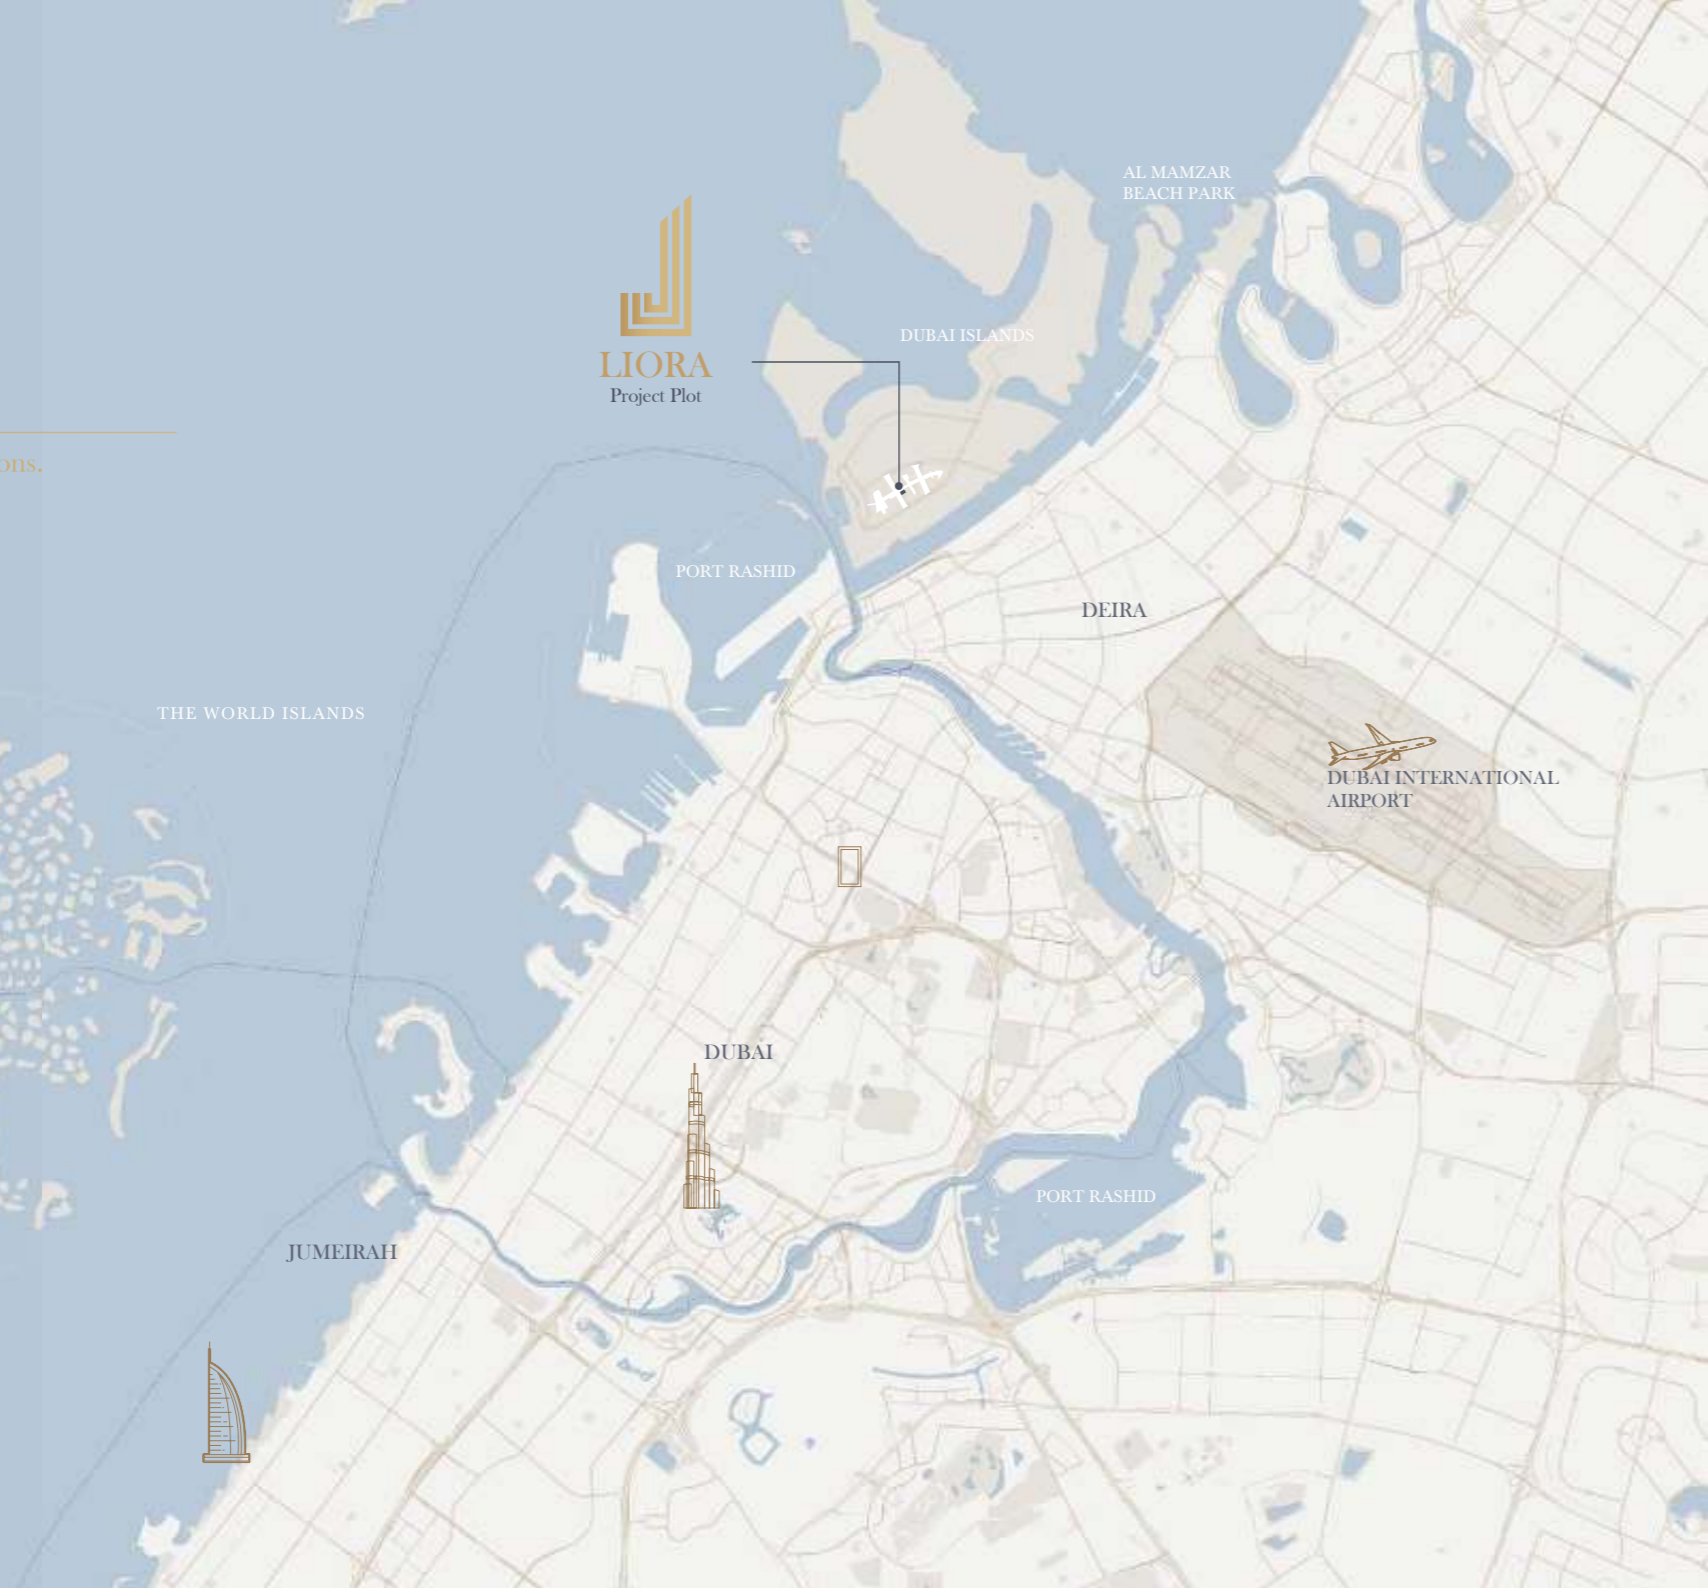 AL MAMZAR
BEACH PARK
DUBAI ISLANDS
LIORA
Project Plot
ons.
PORT RASHID
DEIRA
THE WORLD ISLANDS
DUBAI INTERNATIONAL
AIRPORT
DUBAI
PORT RASHID
JUMEIRAH